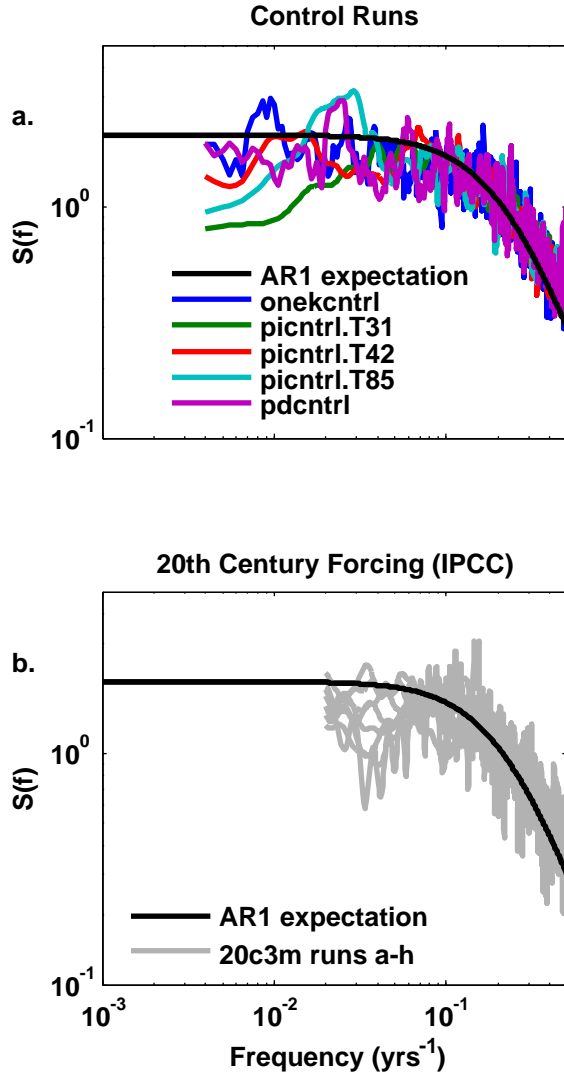 Control Runs
a.
S(f)
10^0
10^-1
AR1 expectation
onekcntrl
picntrl.T31
picntrl.T42
picntrl.T85
pdcntrl
20th Century Forcing (IPCC)
b.
S(f)
10^0
10^-1
AR1 expectation
20c3m runs a-h
10^-3
10^-2
10^-1
Frequency (yrs^-1)